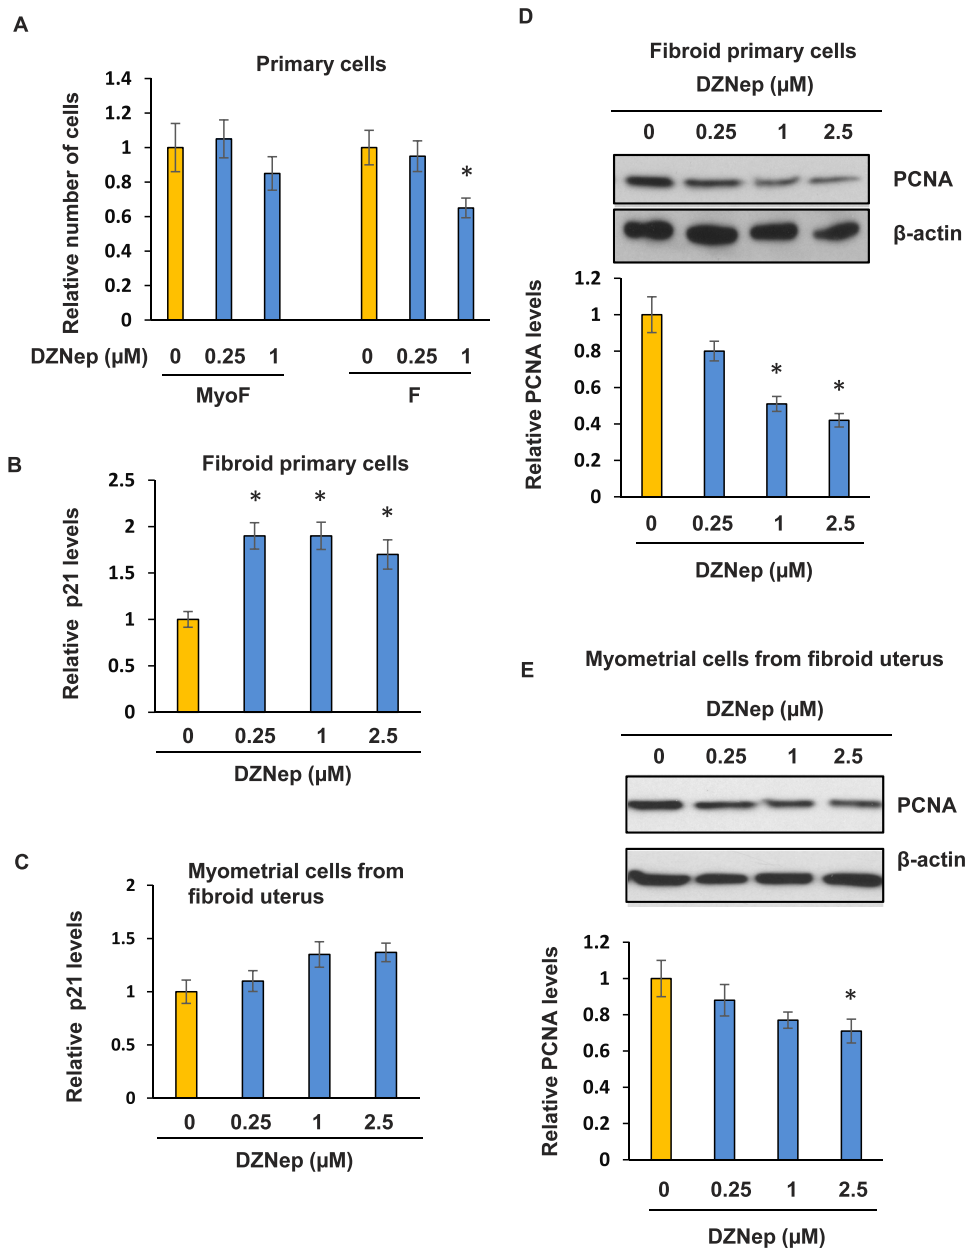 A
Primary cells
Relative number of cells
1.4
1.2
1
0.8
0.6
0.4
0.2
0
*
DZNep (µM) 0 0.25 1 0 0.25 1
MyoF F
B
Fibroid primary cells
Relative p21 levels
2.5
2
1.5
1
0.5
0
* * *
0 0.25 1 2.5
DZNep (µM)
C
Myometrial cells from
fibroid uterus
Relative p21 levels
2
1.5
1
0.5
0
0 0.25 1 2.5
DZNep (µM)
D
Fibroid primary cells
DZNep (µM)
0 0.25 1 2.5
PCNA
β-actin
Relative PCNA levels
1.2
1
0.8
0.6
0.4
0.2
0
* *
0 0.25 1 2.5
DZNep (µM)
E
Myometrial cells from fibroid uterus
DZNep (µM)
0 0.25 1 2.5
PCNA
β-actin
Relative PCNA levels
1.2
1
0.8
0.6
0.4
0.2
0
*
0 0.25 1 2.5
DZNep (µM)